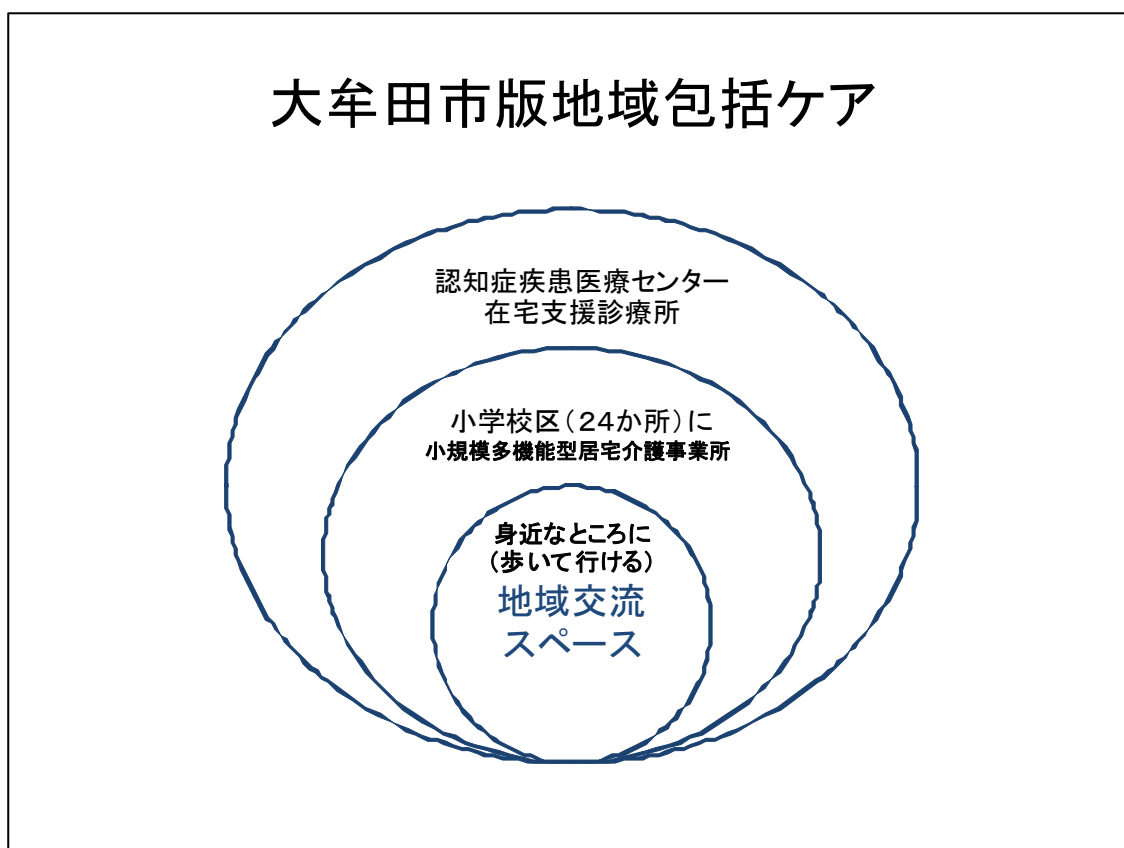 大牟田市版地域包括ケア
認知症疾患医療センター
在宅支援診療所
小学校区（２４か所）に
小規模多機能型居宅介護事業所
身近なところに
（歩いて行ける）
地域交流
スペース